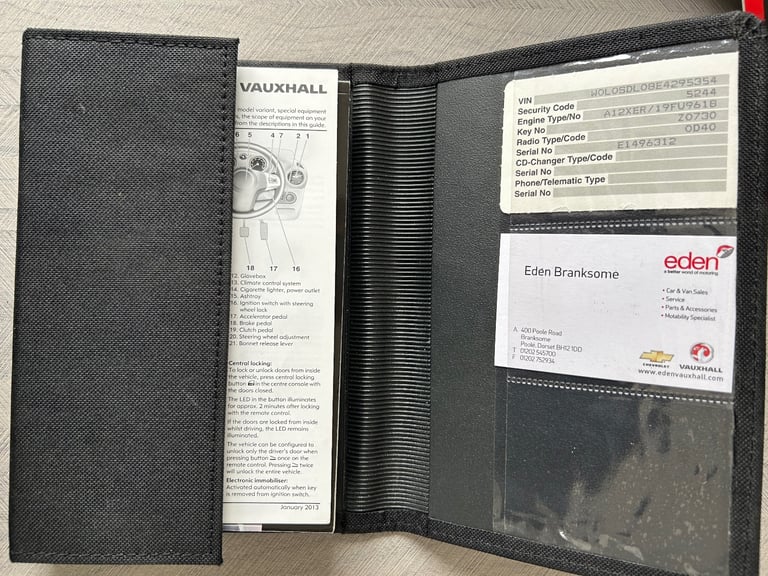 VAUXHALL
model variant, special equipment
the scope of equipment on your
from the descriptions in this guide.
6 5 4 7 2 1
18 17 16
12. Glovebox
13. Climate control system
14. Cigarette lighter, power outlet
15. Ashtray
16. Ignition switch with steering
wheel lock
17. Accelerator pedal
18. Brake pedal
19. Clutch pedal
20. Steering wheel adjustment
21. Bonnet release lever
Central locking:
To lock or unlock doors from inside
the vehicle, press central locking
button in the centre console with
the doors closed.
The LED in the button illuminates
for approx. 2 minutes after locking
with the remote control.
If the doors are locked from inside
whilst driving, the LED remains
illuminated.
The vehicle can be configured to
unlock only the driver's door when
pressing button once on the
remote control. Pressing twice
will unlock the entire vehicle.
Electronic immobiliser:
Activated automatically when key
is removed from ignition switch.
January 2013
VIN W0L0SDL08E4295354
Security Code 5244
Engine Type/No A12XER/19FU9618
Key No Z0730
Radio Type/Code 0D40
Serial No E1496312
CD-Changer Type/Code
Serial No
Phone/Telematic Type
Serial No
eden
a better world of motoring
Eden Branksome
• Car & Van Sales
• Service
• Parts & Accessories
• Motability Specialist
A 400 Poole Road
Branksome
Poole, Dorset BH12 1DD
T 01202 545700
F 01202 752934
CHEVROLET VAUXHALL
www.edenvauxhall.com